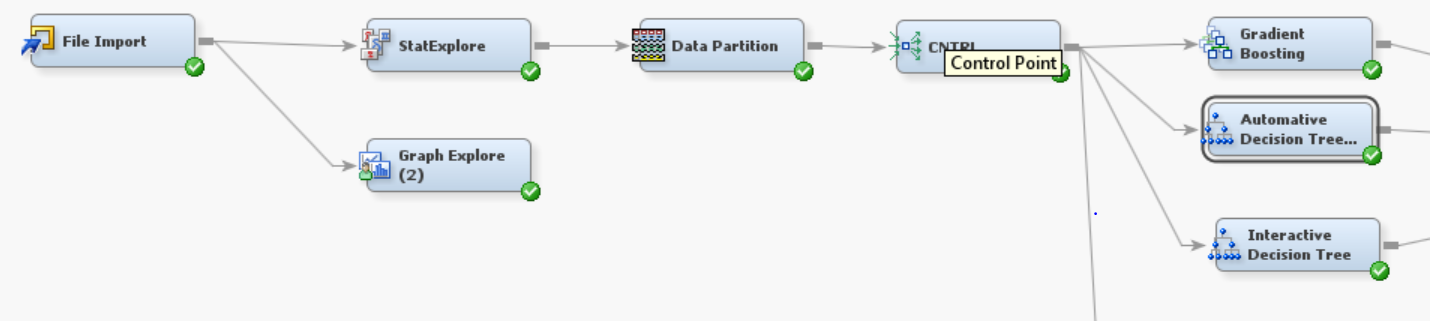 File Import
StatExplore
Data Partition
CNTRL
Control Point
Gradient
Boosting
Automative
Decision Tree...
Graph Explore
(2)
Interactive
Decision Tree